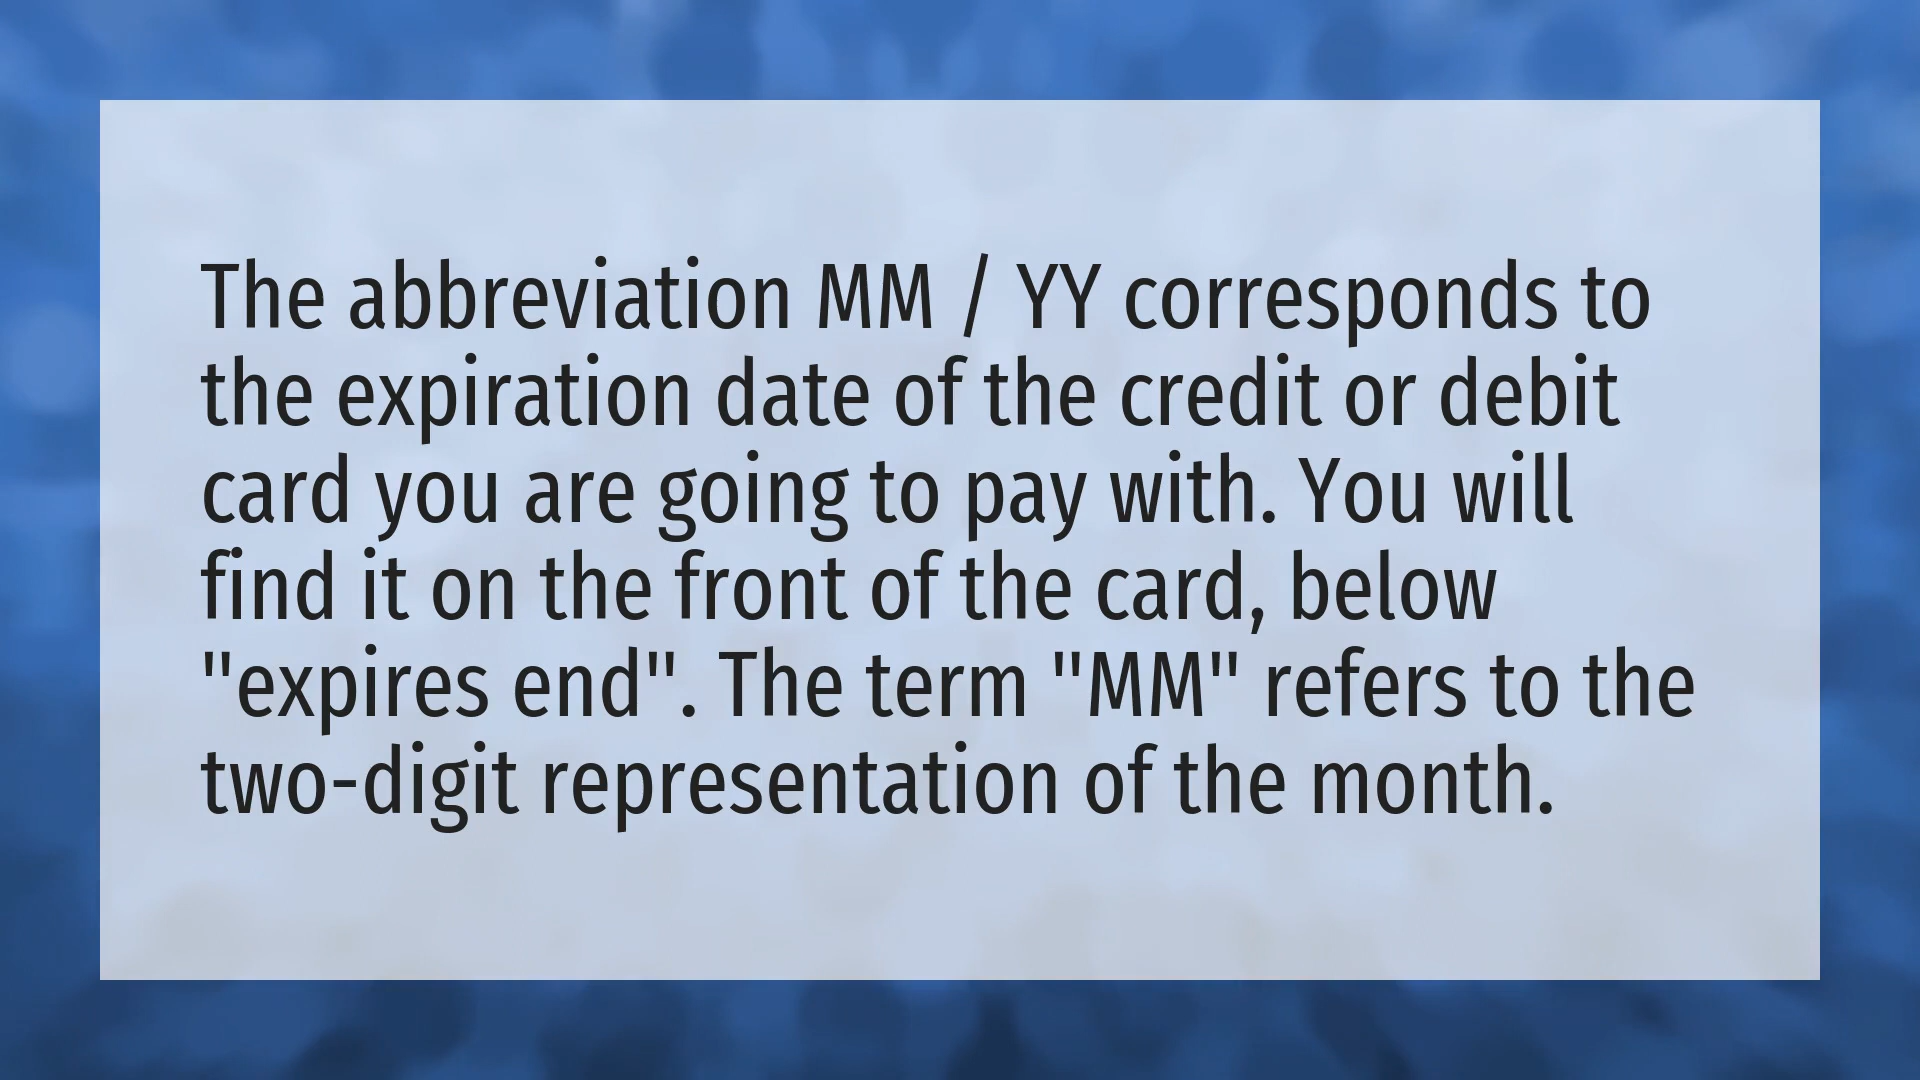 The abbreviation MM / YY corresponds to
the expiration date of the credit or debit
card you are going to pay with. You will
find it on the front of the card, below
"expires end". The term "MM" refers to the
two-digit representation of the month.